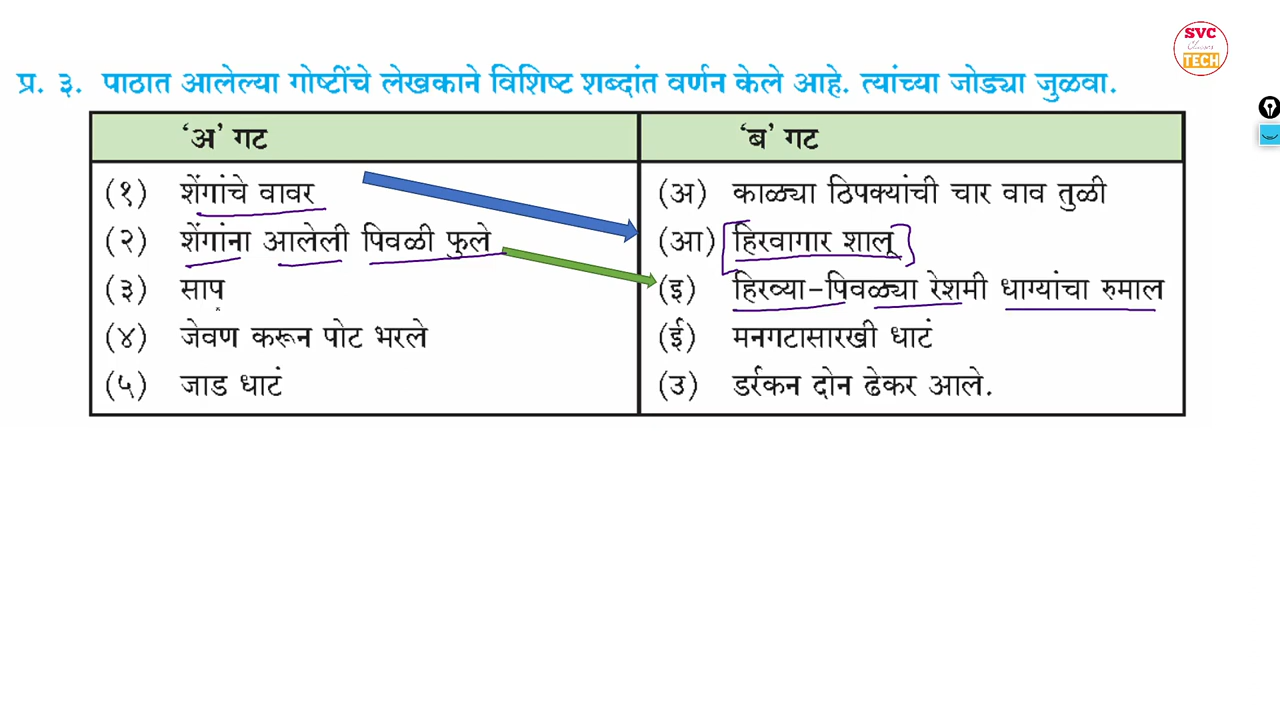 SVC
Classes
TECH
प्र. ३. पाठात आलेल्या गोष्टींचे लेखकाने विशिष्ट शब्दांत वर्णन केले आहे. त्यांच्या जोड्या जुळवा.
‘अ’ गट ‘ब’ गट
(१) शेंगांचे वावर (अ) काळ्या ठिपक्यांची चार वाव तुळी
(२) शेंगांना आलेली पिवळी फुले (आ) हिरवागार शालू
(३) साप (इ) हिरव्या-पिवळ्या रेशमी धाग्यांचा रुमाल
(४) जेवण करून पोट भरले (ई) मनगटासारखी धाटं
(५) जाड धाटं (उ) डर्रकन दोन ढेकर आले.